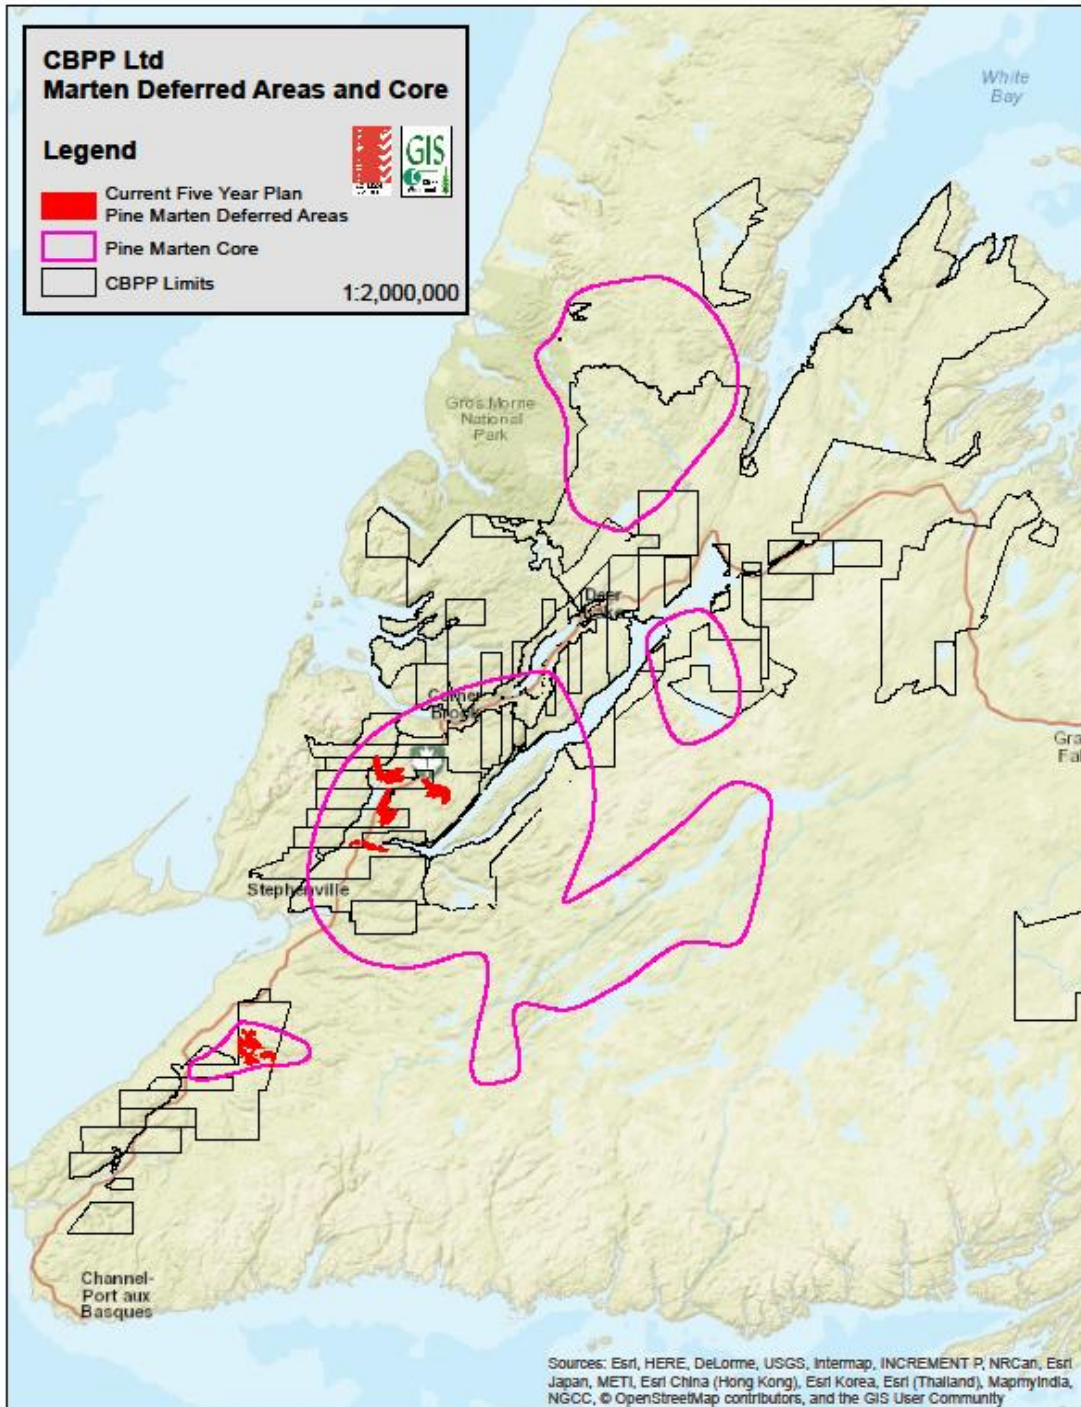 CBPP Ltd
Marten Deferred Areas and Core
Legend
GIS
Current Five Year Plan
Pine Marten Deferred Areas
Pine Marten Core
CBPP Limits
1:2,000,000
White
Bay
Gros Morne
National
Park
Deer
Lake
Corner
Brook
Gra
Fal
Stephenville
Channel-
Port aux
Basques
Sources: Esri, HERE, DeLorme, USGS, Intermap, INCREMENT P, NRCan, Esri
Japan, METI, Esri China (Hong Kong), Esri Korea, Esri (Thailand), MapmyIndia,
NGCC, © OpenStreetMap contributors, and the GIS User Community